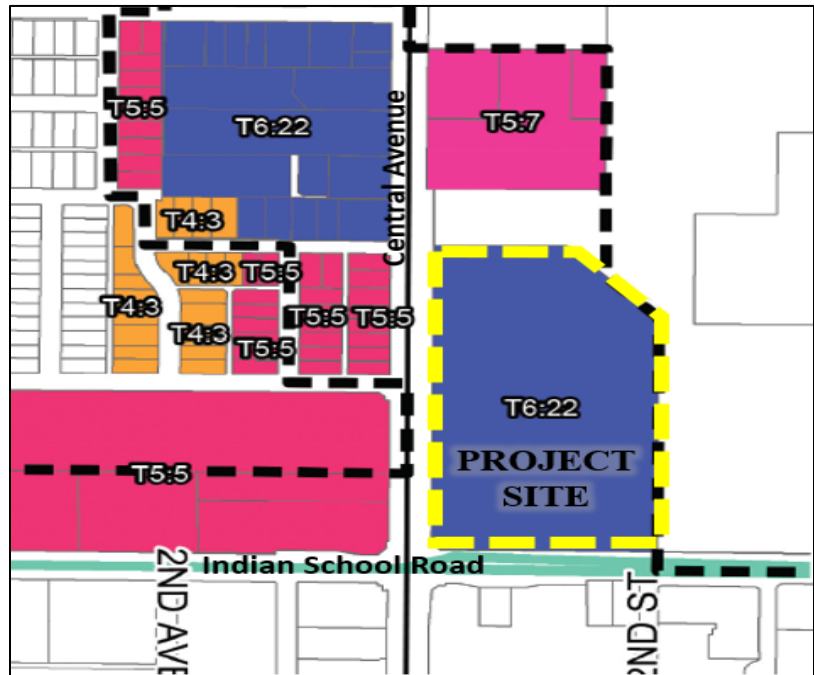 T5:5
T6:22
Central Avenue
T5:7
T4:3
T4:3
T5:5
T4:3
T4:3
T5:5
T5:5
T5:5
T6:22
PROJECT
SITE
T5:5
Indian School Road
2ND AVE
2ND ST